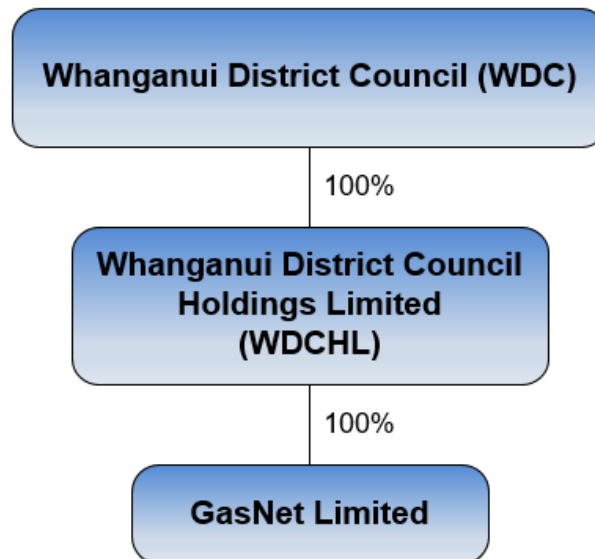 Whanganui District Council (WDC)
100%
Whanganui District Council
Holdings Limited
(WDCHL)
100%
GasNet Limited